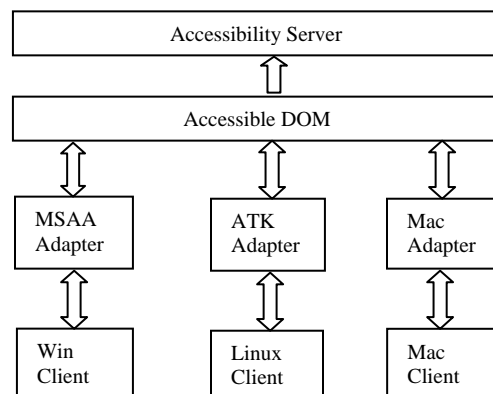 Accessibility Server
Accessible DOM
MSAA
Adapter
ATK
Adapter
Mac
Adapter
Win
Client
Linux
Client
Mac
Client